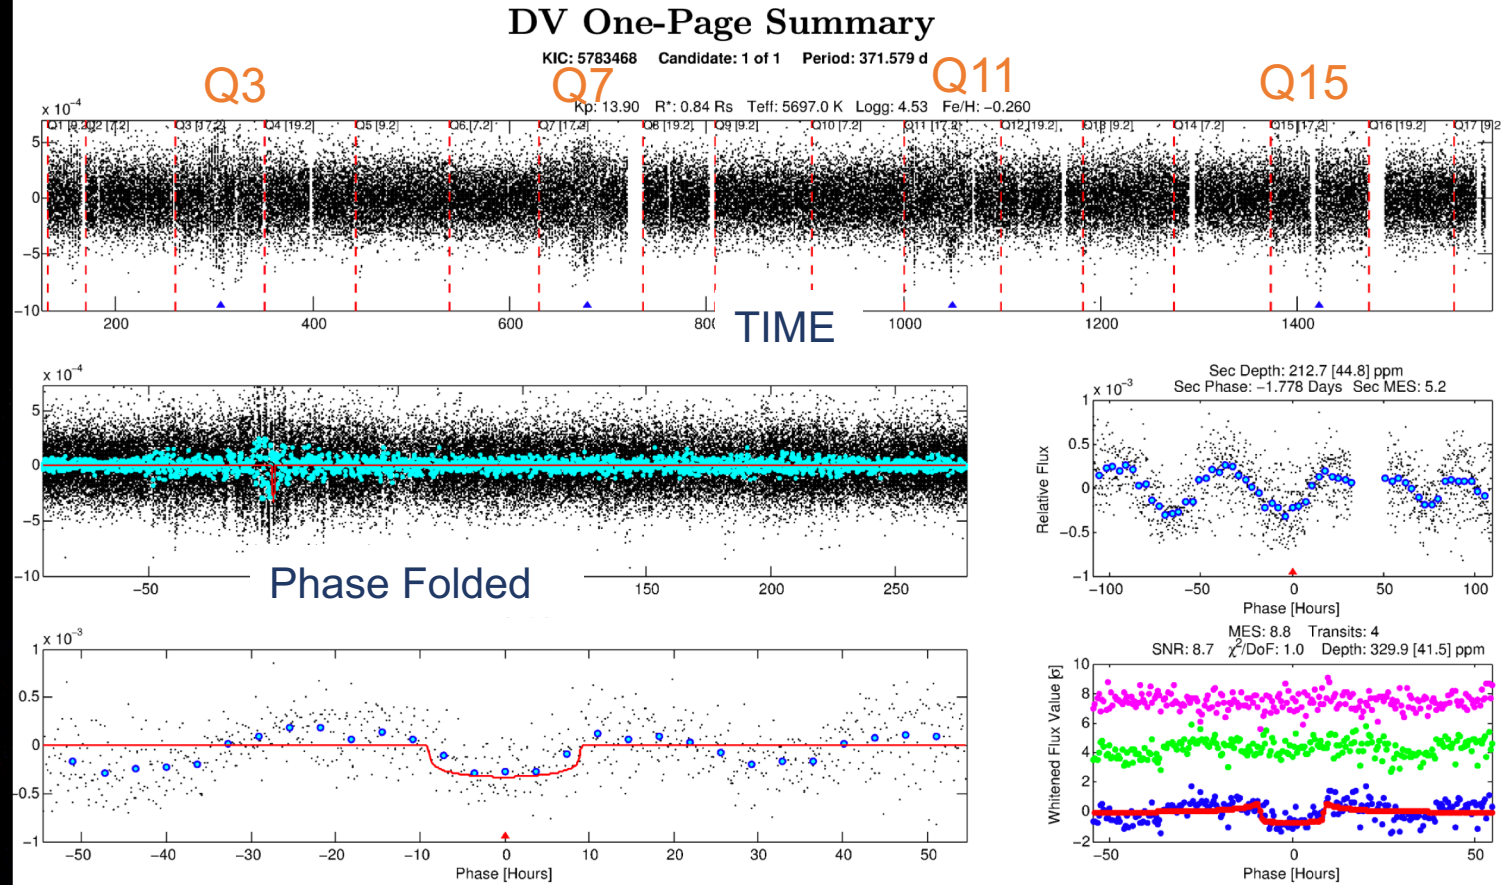 DV One-Page Summary
KIC: 5783468 Candidate: 1 of 1 Period: 371.579 d
Q3 Q7 Q11 Q15
Kp: 13.90 R*: 0.84 Rs Teff: 5697.0 K Logg: 4.53 Fe/H: −0.260
x 10⁻⁴
Q2 [7.2] Q3 [17.2] Q4 [19.2] Q5 [9.2] Q6 [7.2] Q7 [17.2] Q8 [19.2] Q9 [9.2] Q10 [7.2] Q11 [17.2] Q12 [19.2] Q13 [9.2] Q14 [7.2] Q15 [17.2] Q16 [19.2] Q17 [9.2
5
0
−5
−10
200 400 600 1000 1200 1400
TIME
x 10⁻⁴
5
0
−5
−10
−50 150 200 250
Phase Folded
Sec Depth: 212.7 [44.8] ppm
Sec Phase: −1.778 Days Sec MES: 5.2
x 10⁻³
1
0.5
0
−0.5
−1
Relative Flux
−100 −50 0 50 100
Phase [Hours]
x 10⁻³
1
0.5
0
−0.5
−1
−50 −40 −30 −20 −10 0 10 20 30 40 50
Phase [Hours]
MES: 8.8 Transits: 4
SNR: 8.7 χ²/DoF: 1.0 Depth: 329.9 [41.5] ppm
10
8
6
4
2
0
−2
Whitened Flux Value [σ]
−50 0 50
Phase [Hours]